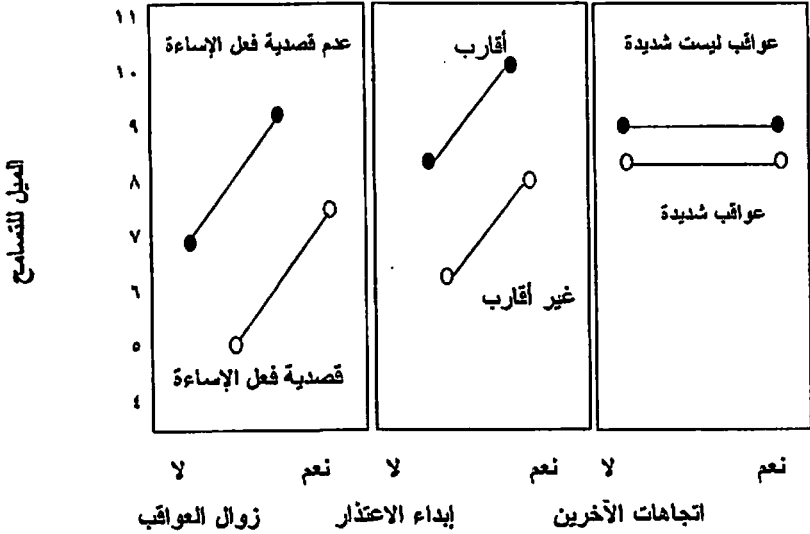 الميل للتسامح
١١
١٠
٩
٨
٧
٦
٥
٤
عدم قصدية فعل الإساءة
قصدية فعل الإساءة
أقارب
غير أقارب
عواقب ليست شديدة
عواقب شديدة
لا نعم
زوال العواقب
لا نعم
إبداء الاعتذار
لا نعم
اتجاهات الآخرين